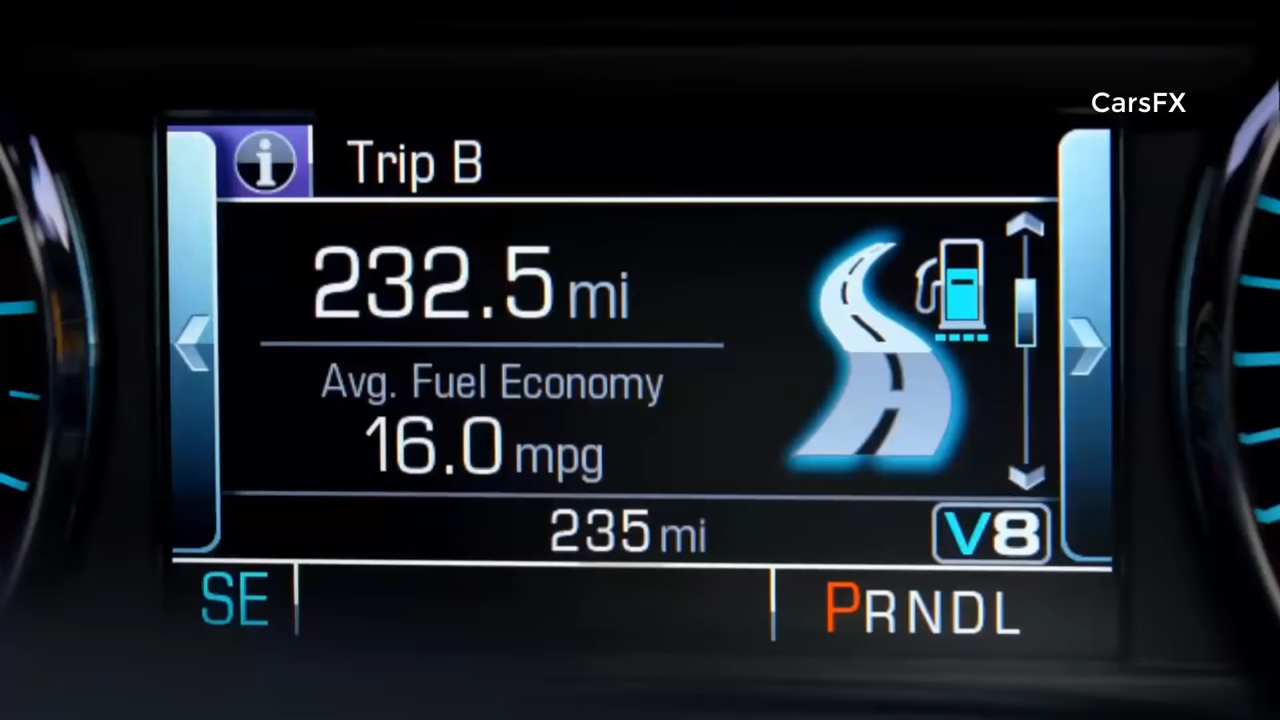 CarsFX
i Trip B
232.5 mi
Avg. Fuel Economy
16.0 mpg
235 mi
V8
SE
PRNDL